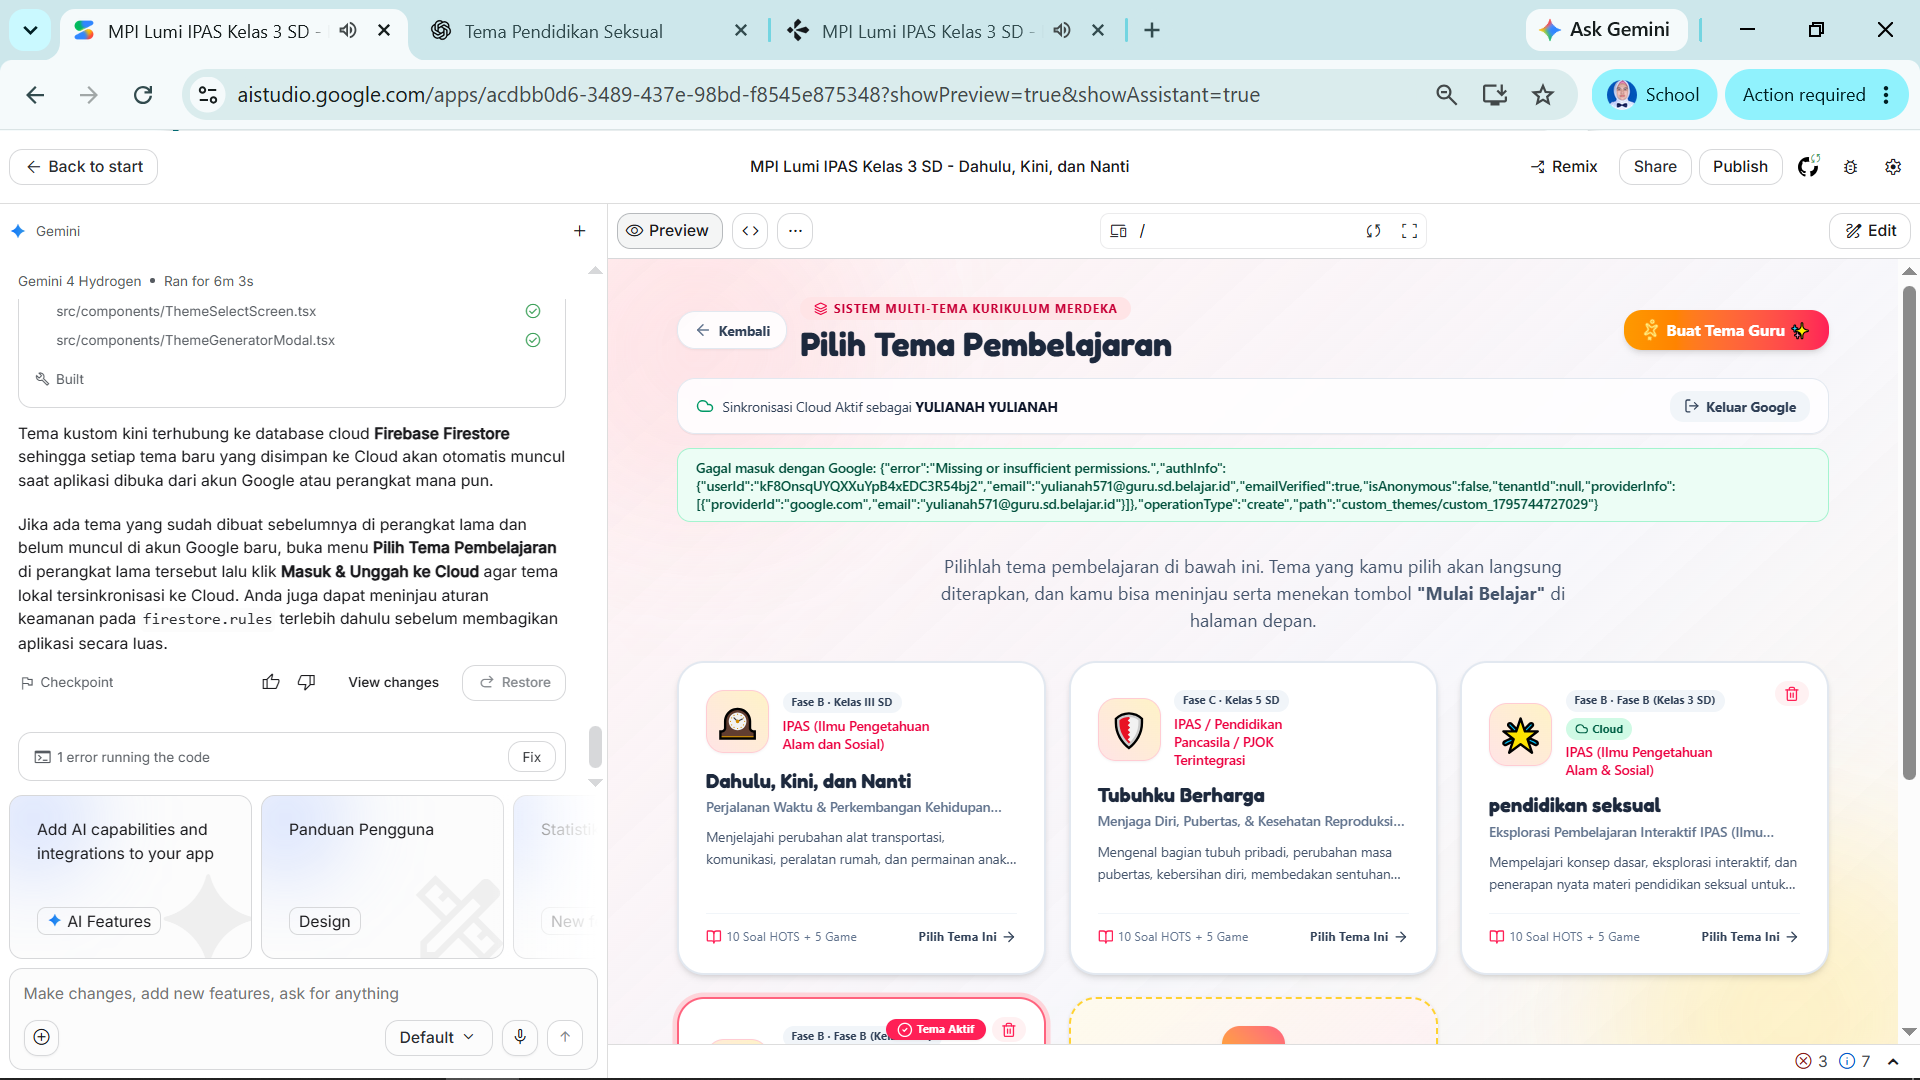 MPI Lumi IPAS Kelas 3 SD -
Tema Pendidikan Seksual
MPI Lumi IPAS Kelas 3 SD -
Ask Gemini
aistudio.google.com/apps/acdbb0d6-3489-437e-98bd-f8545e875348?showPreview=true&showAssistant=true
School
Action required
Back to start
MPI Lumi IPAS Kelas 3 SD - Dahulu, Kini, dan Nanti
Remix
Share
Publish
Gemini
Preview
/
Edit
Gemini 4 Hydrogen • Ran for 6m 3s
src/components/ThemeSelectScreen.tsx
src/components/ThemeGeneratorModal.tsx
Built
Tema kustom kini terhubung ke database cloud Firebase Firestore
sehingga setiap tema baru yang disimpan ke Cloud akan otomatis muncul
saat aplikasi dibuka dari akun Google atau perangkat mana pun.
Jika ada tema yang sudah dibuat sebelumnya di perangkat lama dan
belum muncul di akun Google baru, buka menu Pilih Tema Pembelajaran
di perangkat lama tersebut lalu klik Masuk & Unggah ke Cloud agar tema
lokal tersinkronisasi ke Cloud. Anda juga dapat meninjau aturan
keamanan pada firestore.rules terlebih dahulu sebelum membagikan
aplikasi secara luas.
Checkpoint
View changes
Restore
1 error running the code
Fix
Add AI capabilities and
integrations to your app
AI Features
Panduan Pengguna
Design
Statisti
New
Make changes, add new features, ask for anything
Default
SISTEM MULTI-TEMA KURIKULUM MERDEKA
Kembali
Pilih Tema Pembelajaran
Buat Tema Guru ✨
Sinkronisasi Cloud Aktif sebagai YULIANAH YULIANAH
Keluar Google
Gagal masuk dengan Google: {"error":"Missing or insufficient permissions.","authInfo":
{"userId":"kF8OnsqUYQXXuYpB4xEDC3R54bj2","email":"yulianah571@guru.sd.belajar.id","emailVerified":true,"isAnonymous":false,"tenantId":null,"providerInfo":
[{"providerId":"google.com","email":"yulianah571@guru.sd.belajar.id"}]},"operationType":"create","path":"custom_themes/custom_1795744727029"}
Pilihlah tema pembelajaran di bawah ini. Tema yang kamu pilih akan langsung
diterapkan, dan kamu bisa meninjau serta menekan tombol "Mulai Belajar" di
halaman depan.
Fase B · Kelas III SD
IPAS (Ilmu Pengetahuan
Alam dan Sosial)
Dahulu, Kini, dan Nanti
Perjalanan Waktu & Perkembangan Kehidupan...
Menjelajahi perubahan alat transportasi,
komunikasi, peralatan rumah, dan permainan anak...
10 Soal HOTS + 5 Game
Pilih Tema Ini
Fase C · Kelas 5 SD
IPAS / Pendidikan
Pancasila / PJOK
Terintegrasi
Tubuhku Berharga
Menjaga Diri, Pubertas, & Kesehatan Reproduksi...
Mengenal bagian tubuh pribadi, perubahan masa
pubertas, kebersihan diri, membedakan sentuhan...
10 Soal HOTS + 5 Game
Pilih Tema Ini
Fase B · Fase B (Kelas 3 SD)
Cloud
IPAS (Ilmu Pengetahuan
Alam & Sosial)
pendidikan seksual
Eksplorasi Pembelajaran Interaktif IPAS (Ilmu...
Mempelajari konsep dasar, eksplorasi interaktif, dan
penerapan nyata materi pendidikan seksual untuk...
10 Soal HOTS + 5 Game
Pilih Tema Ini
Fase B · Fase B (Ke
Tema Aktif
3
7